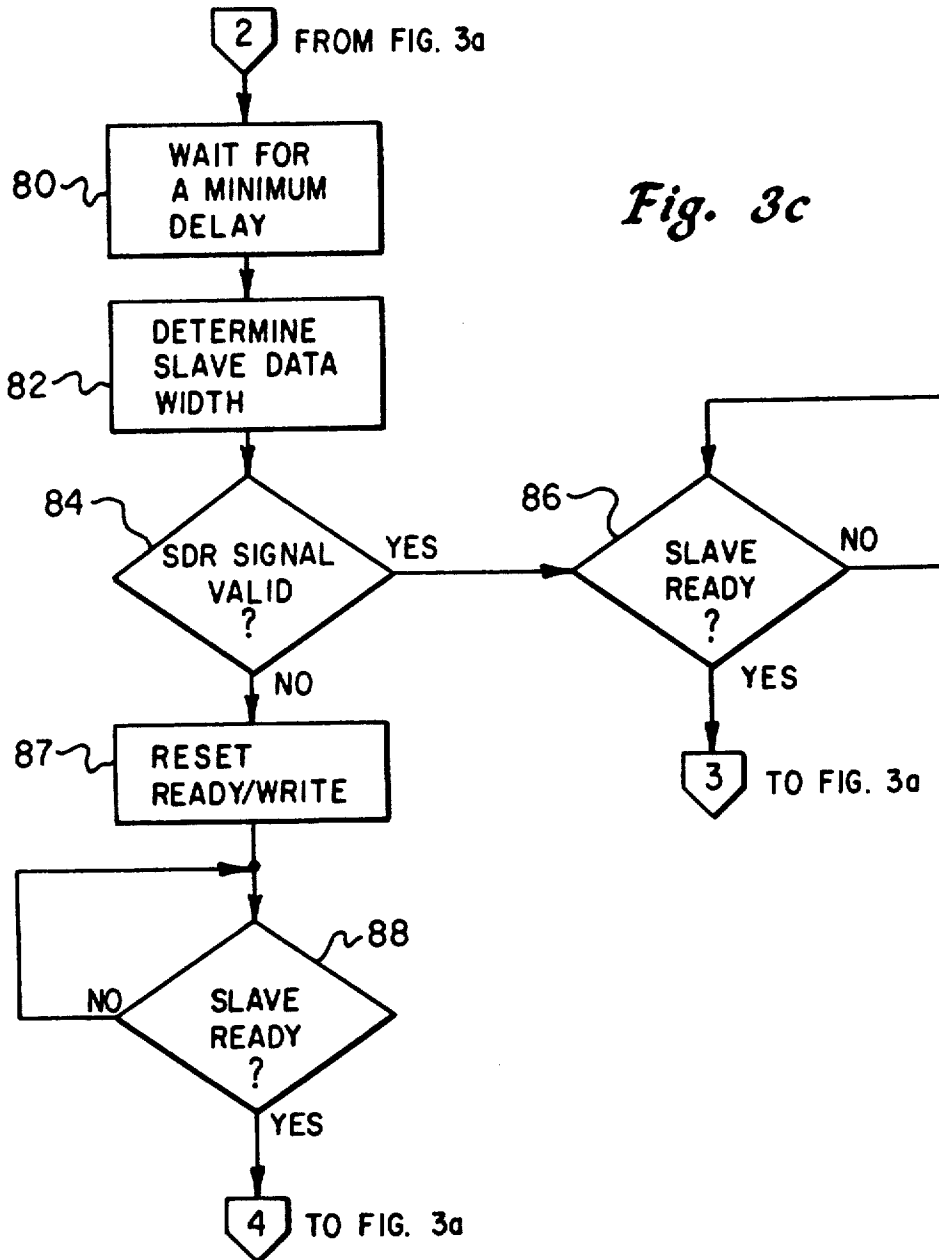 2 FROM FIG. 3a
80
WAIT FOR
A MINIMUM
DELAY
Fig. 3c
82
DETERMINE
SLAVE DATA
WIDTH
84
SDR SIGNAL
VALID
?
YES
NO
86
SLAVE
READY
?
NO
YES
3 TO FIG. 3a
87
RESET
READY/WRITE
88
SLAVE
READY
?
NO
YES
4 TO FIG. 3a